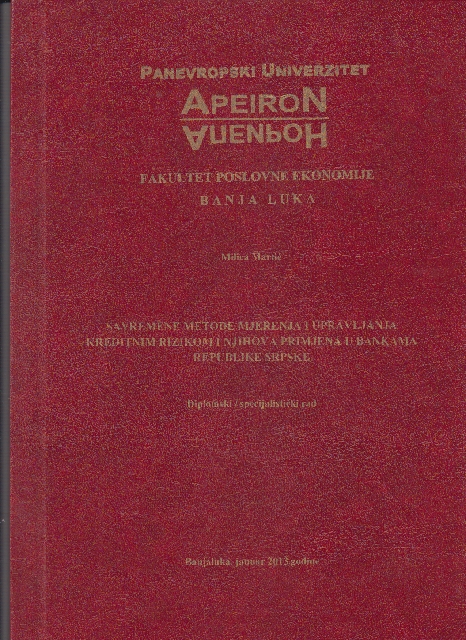 PANEVROPSKI UNIVERZITET
APEIRON
FAKULTET POSLOVNE EKONOMIJE
BANJA LUKA
Milica Marić
SAVREMENE METODE MJERENJA I UPRAVLJANJA
KREDITNIM RIZIKOM I NJIHOVA PRIMJENA U BANKAMA
REPUBLIKE SRPSKE
Diplomski / specijalistički rad
Banjaluka, januar 2013.godine